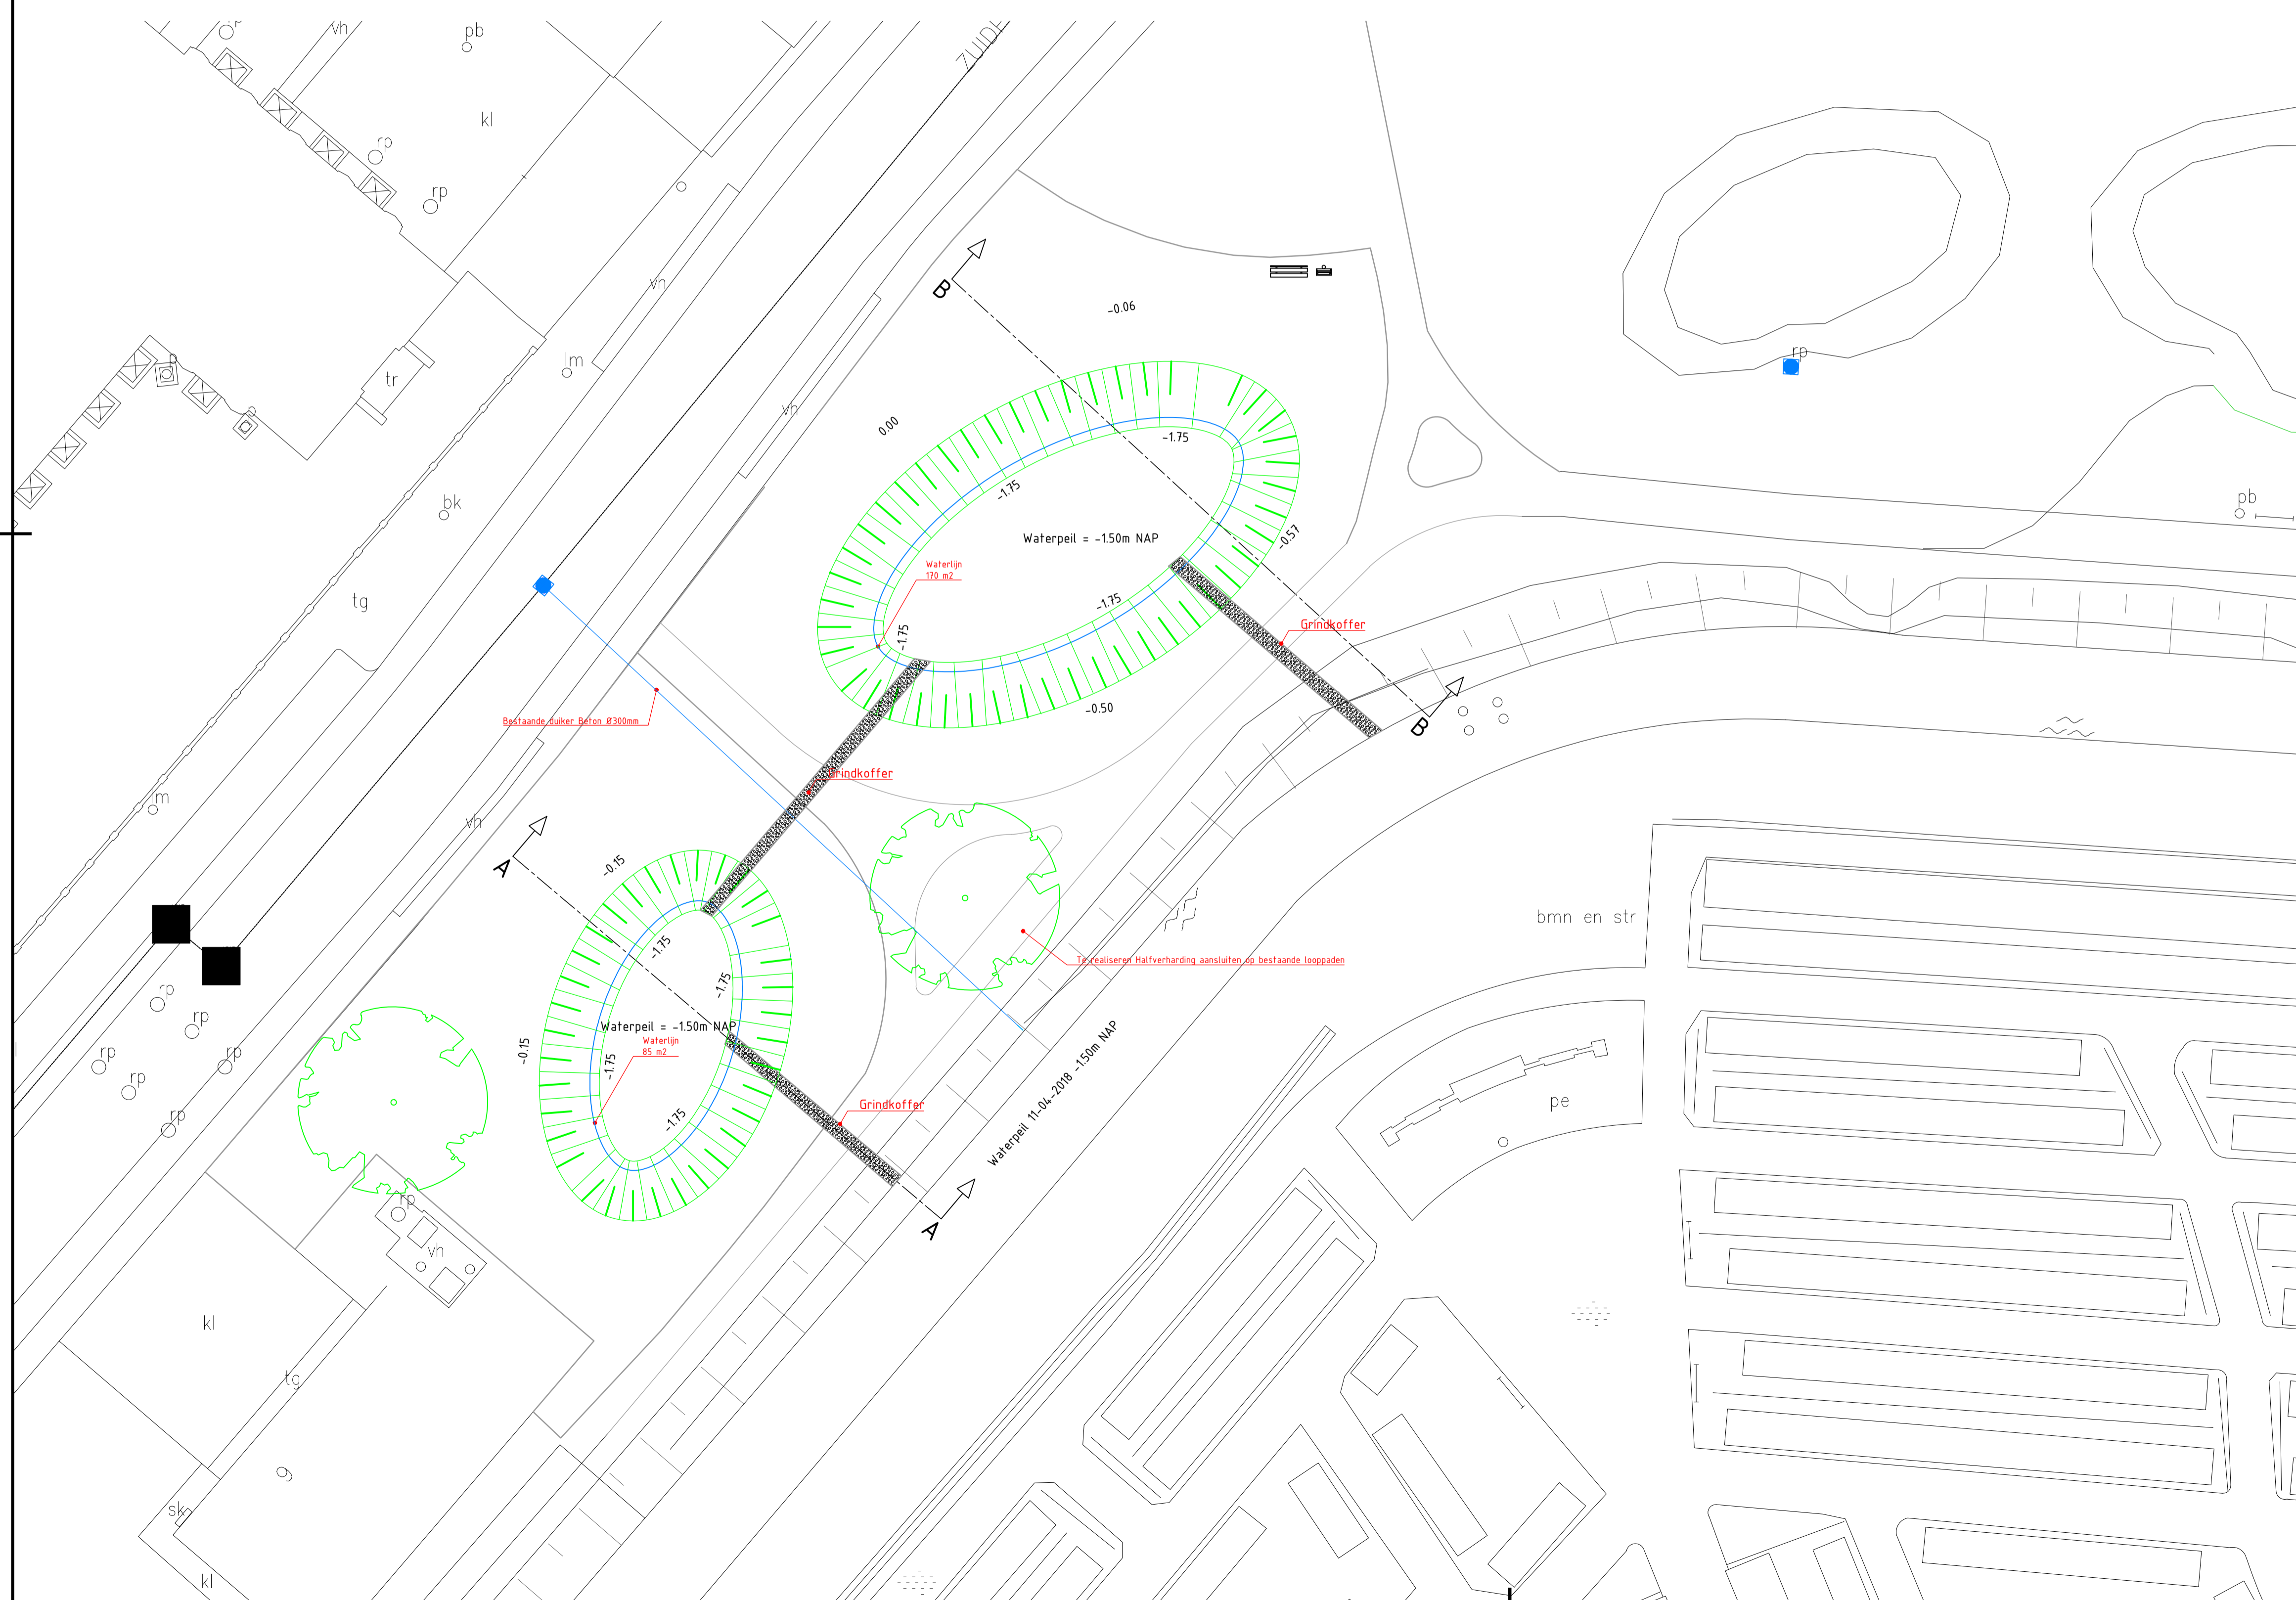 vh
pb
ZUIDE
kl
rp
rp
vh
B
-0.06
lm
p
tr
rp
p
vh
0.00
-1.75
bk
-1.75
pb
Waterpeil = -1.50m NAP
-0.57
Waterlijn
170 m2
tg
-1.75
Grindkoffer
-1.75
-0.50
Bestaande duiker Beton Ø300mm
B
Grindkoffer
lm
vh
A
-0.15
bmn en str
-1.75
Te realiseren Halfverharding aansluiten op bestaande looppaden
-1.75
rp
rp
Waterpeil = -1.50m NAP
Waterlijn
85 m2
-0.15
-1.75
rp
rp
rp
rp
Waterpeil 11-04-2018 -1.50m NAP
Grindkoffer
-1.75
pe
rp
A
vh
kl
tg
g
sk
kl